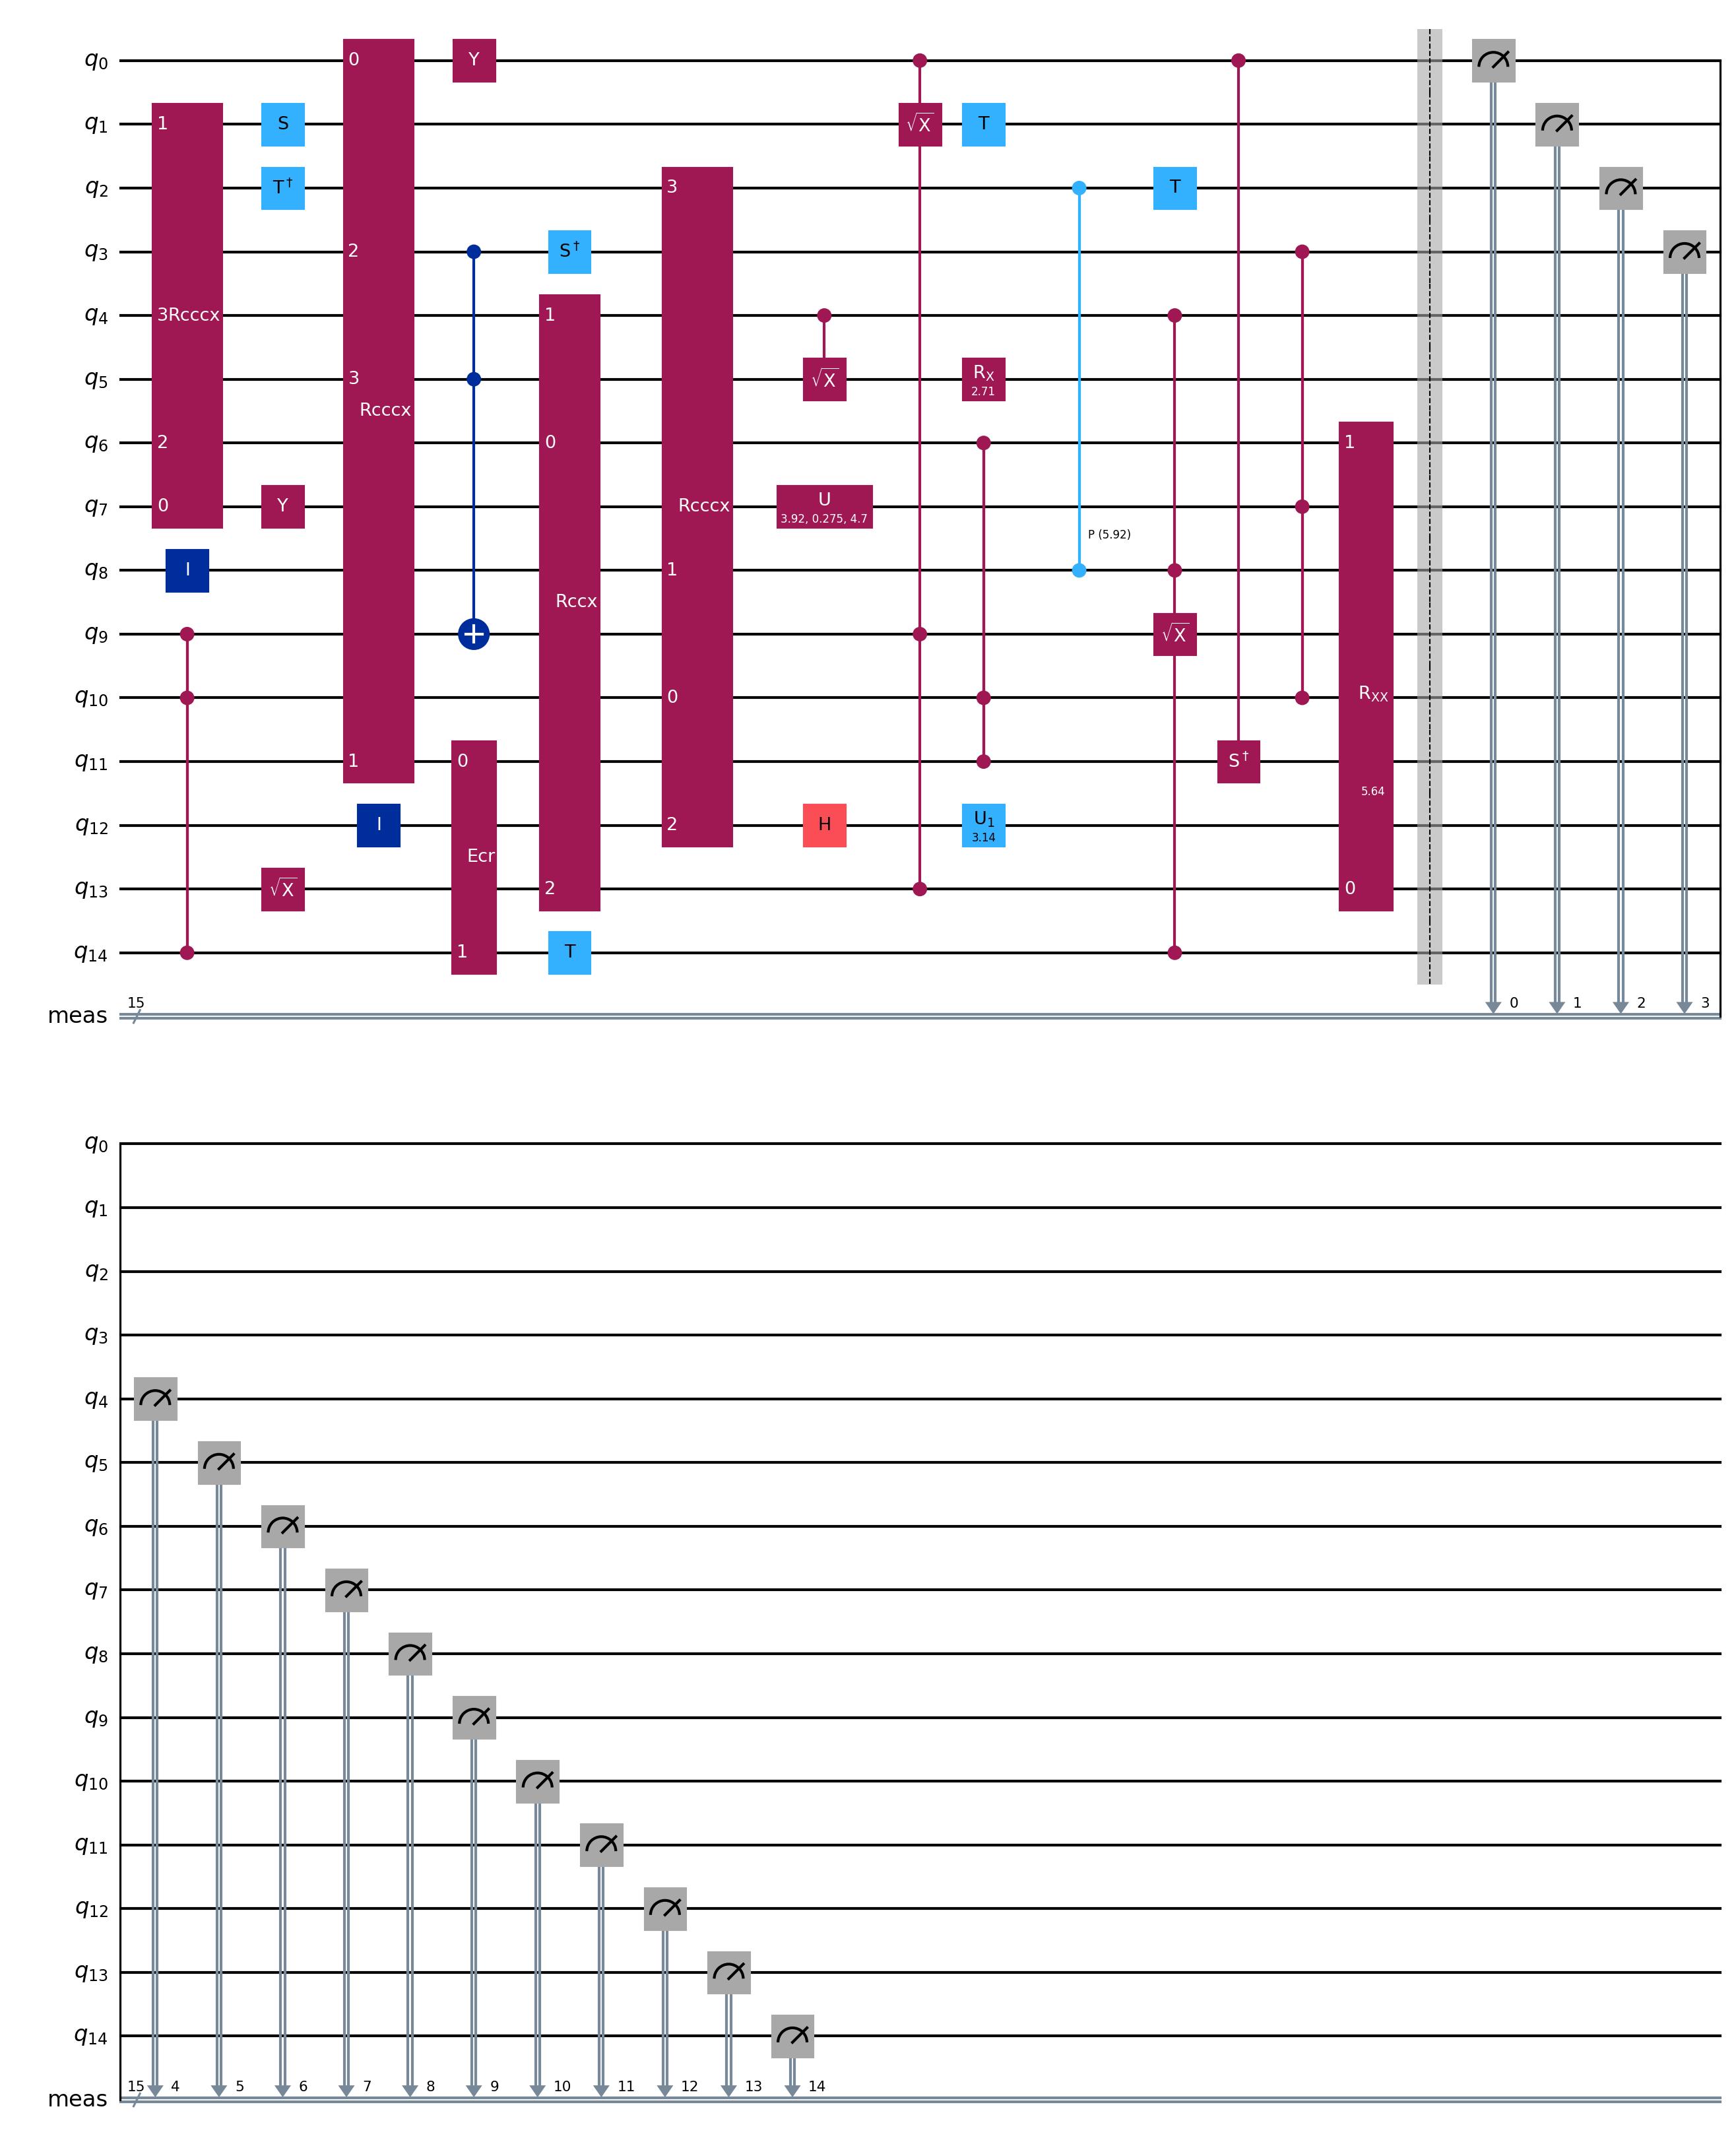 q0 0 Y
q1 1 S √X T
q2 T† 3 T
q3 2 S†
q4 3Rcccx 1
q5 3 √X RX 2.71
Rcccx
q6 2 0 1
q7 0 Y Rcccx U 3.92, 0.275, 4.7
P (5.92)
q8 I 1
Rccx
q9 √X
q10 0 RXX
q11 1 0 S†
5.64
q12 I 2 H U1 3.14
Ecr
q13 √X 2 0
q14 1 T
meas 15 0 1 2 3
q0
q1
q2
q3
q4
q5
q6
q7
q8
q9
q10
q11
q12
q13
q14
meas 15 4 5 6 7 8 9 10 11 12 13 14